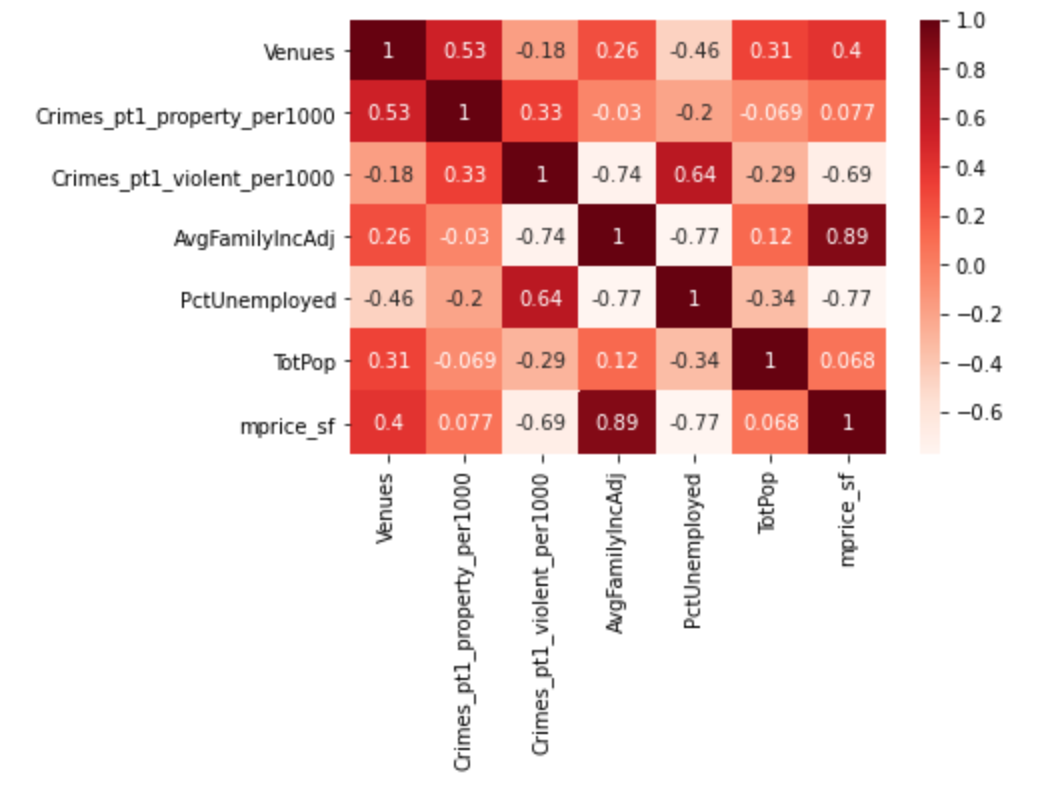 Venues 1 0.53 -0.18 0.26 -0.46 0.31 0.4
Crimes_pt1_property_per1000 0.53 1 0.33 -0.03 -0.2 -0.069 0.077
Crimes_pt1_violent_per1000 -0.18 0.33 1 -0.74 0.64 -0.29 -0.69
AvgFamilyIncAdj 0.26 -0.03 -0.74 1 -0.77 0.12 0.89
PctUnemployed -0.46 -0.2 0.64 -0.77 1 -0.34 -0.77
TotPop 0.31 -0.069 -0.29 0.12 -0.34 1 0.068
mprice_sf 0.4 0.077 -0.69 0.89 -0.77 0.068 1
Venues
Crimes_pt1_property_per1000
Crimes_pt1_violent_per1000
AvgFamilyIncAdj
PctUnemployed
TotPop
mprice_sf
1.0
0.8
0.6
0.4
0.2
0.0
−0.2
−0.4
−0.6